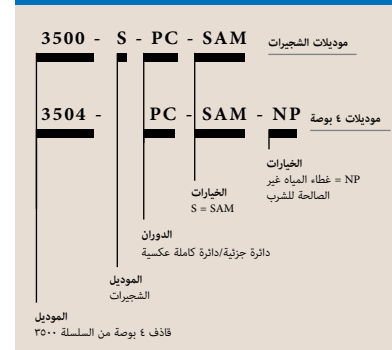 3500 - S - PC - SAM موديلات الشجيرات
3504 - PC - SAM - NP موديلات ٤ بوصة
الخيارات
NP = غطاء المياه غير
الصالحة للشرب
الخيارات
S = SAM
الدوران
دائرة جزئية/دائرة كاملة عكسية
الموديل
الشجيرات
الموديل
قاذف ٤ بوصة من السلسلة ٣٥٠٠